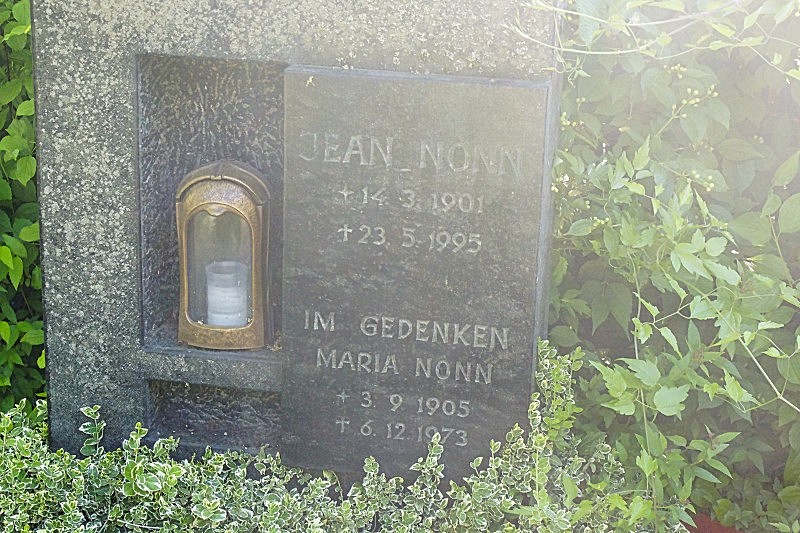 JEAN NONN
+ 14. 3. 1901
+ 23. 5. 1995
IM GEDENKEN
MARIA NONN
+ 3. 9 1905
+ 6. 12. 1973